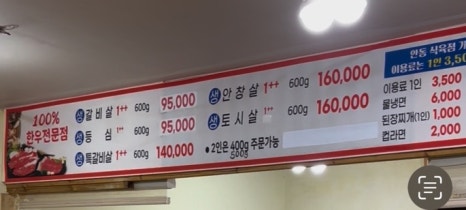 100%
한우전문점
생 갈비살 1++ 600g 95,000
생 등심 1++ 600g 95,000
생 특갈비살 1++ 600g 140,000
생 안창살 1++ 600g 160,000
생 토시살 1++ 600g 160,000
• 2인은 400g 주문가능
600g
안동 식육점
이용료는 1인 3,50
이용료 1인 3,500
물냉면 6,000
된장찌개(1인) 1,000
컵라면 2,000